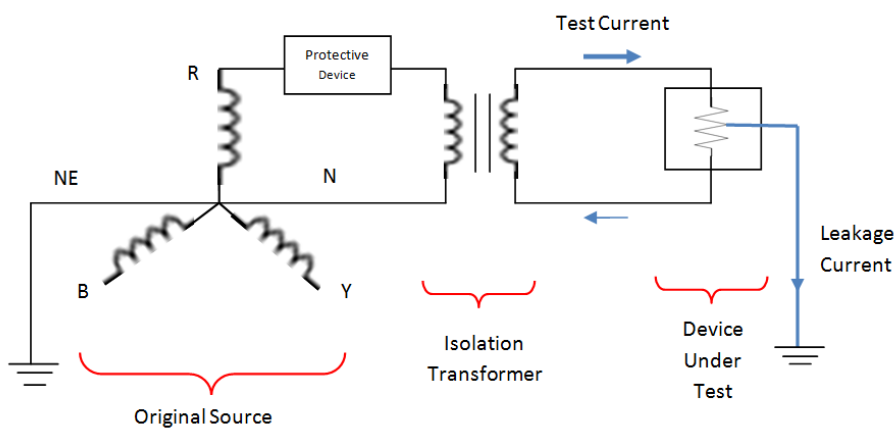 Test Current
Protective
Device
R
NE
N
B
Y
Leakage
Current
Isolation
Transformer
Device
Under
Test
Original Source